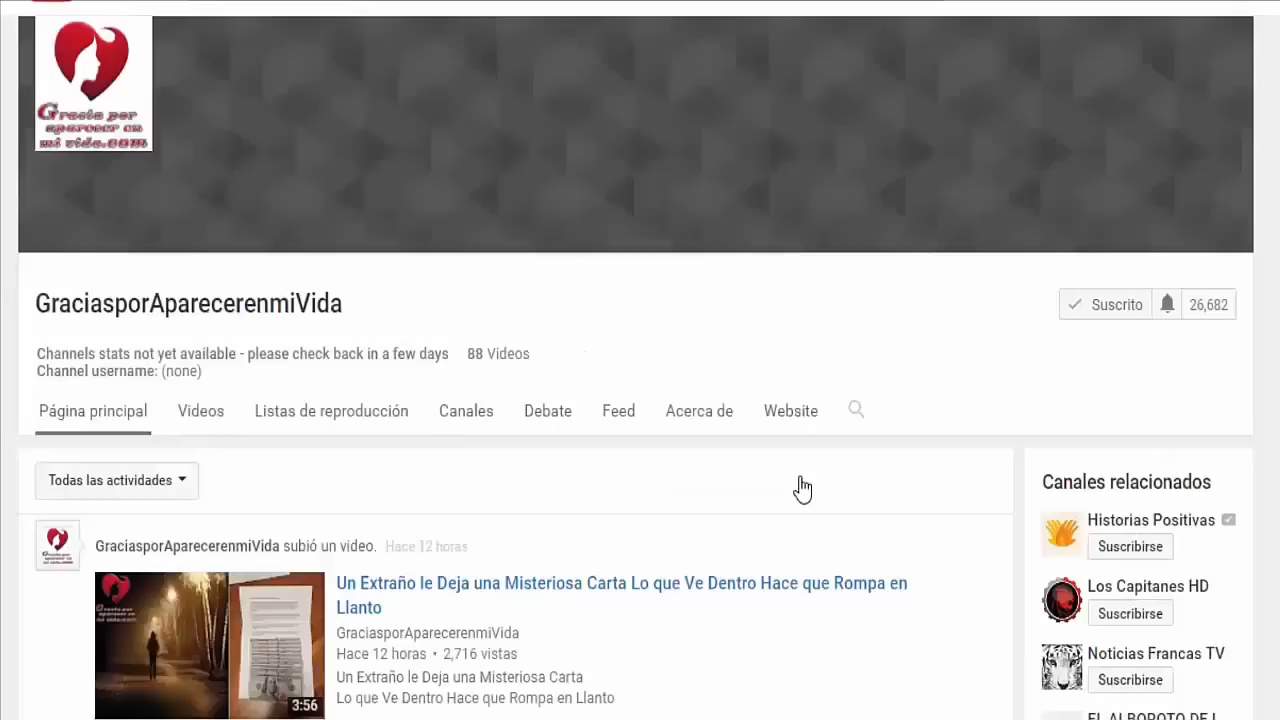 Gracia por
aparecer en
mi vida.com
GraciasporAparecerenmiVida
Suscrito
26,682
Channels stats not yet available - please check back in a few days
88 Videos
Channel username: (none)
Página principal
Videos
Listas de reproducción
Canales
Debate
Feed
Acerca de
Website
Todas las actividades
Canales relacionados
GraciasporAparecerenmiVida subió un video. Hace 12 horas
Un Extraño le Deja una Misteriosa Carta Lo que Ve Dentro Hace que Rompa en
Llanto
GraciasporAparecerenmiVida
Hace 12 horas • 2,716 vistas
Un Extraño le Deja una Misteriosa Carta
Lo que Ve Dentro Hace que Rompa en Llanto
3:56
Historias Positivas
Suscribirse
Los Capitanes HD
Suscribirse
Noticias Francas TV
Suscribirse